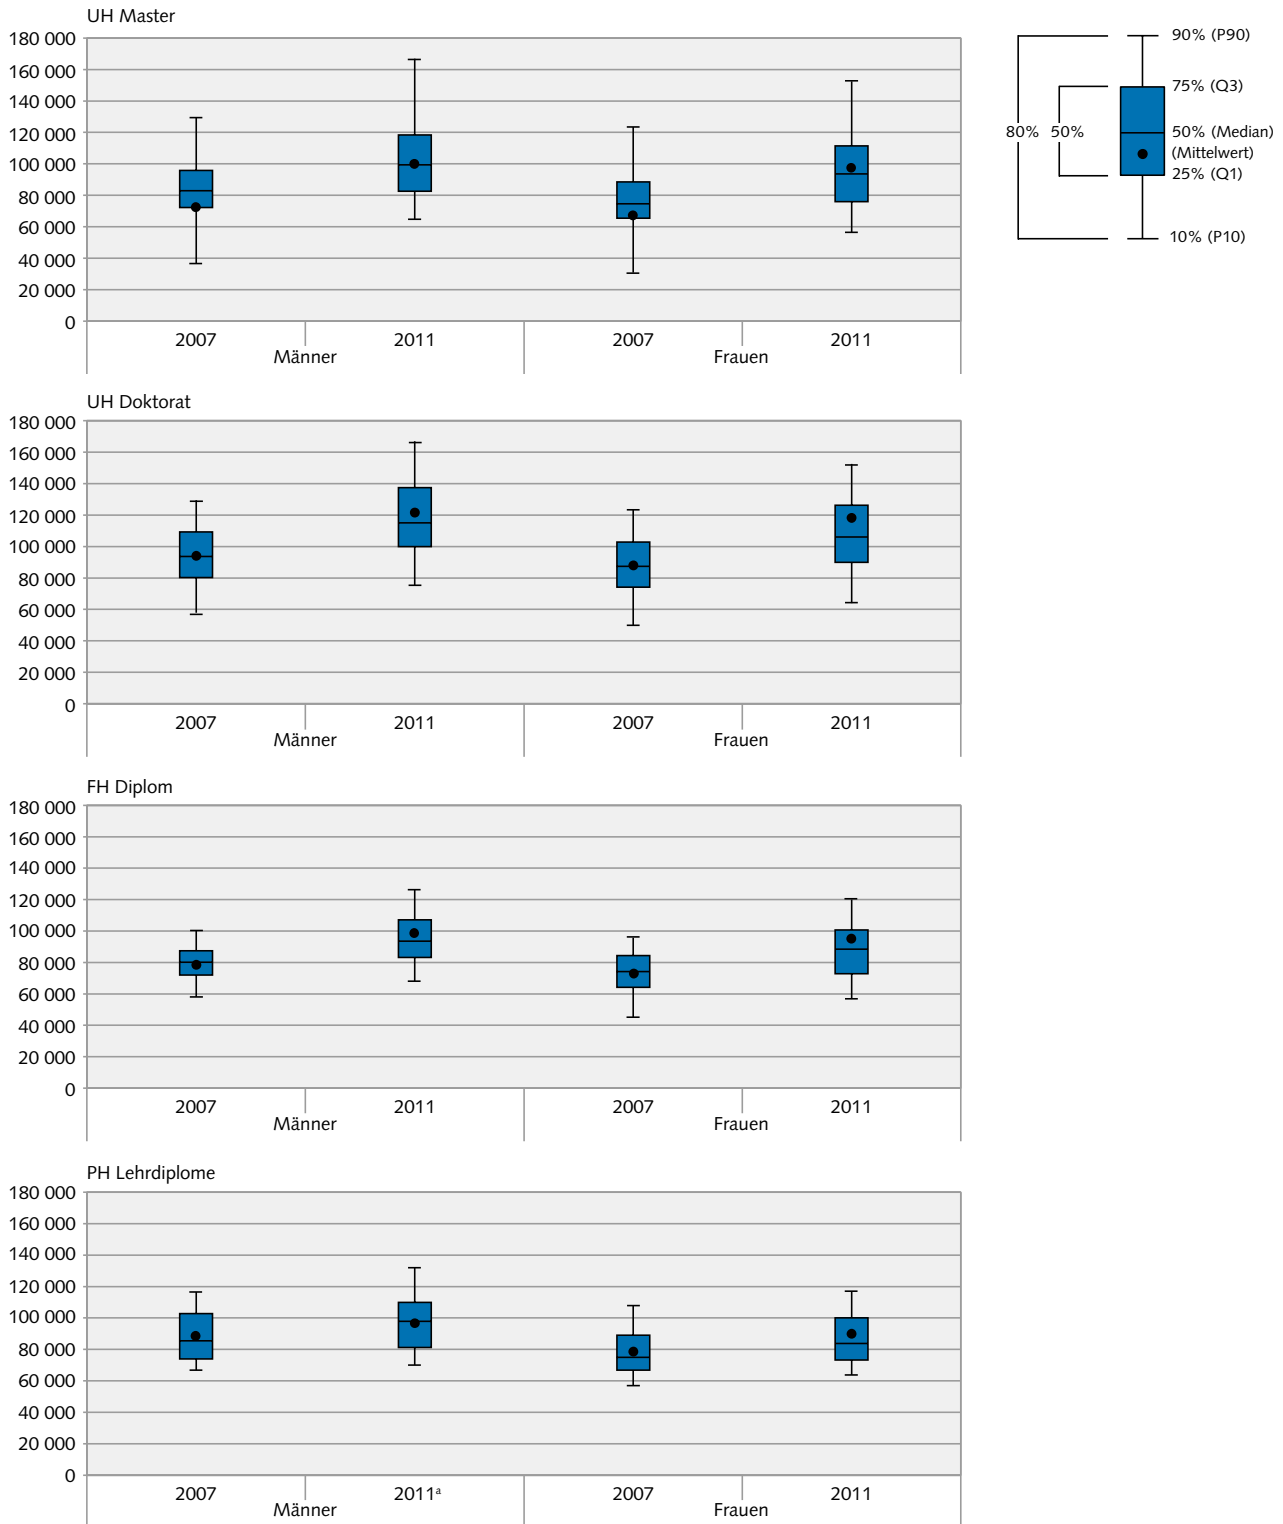 UH Master
180 000
160 000
140 000
120 000
100 000
80 000
60 000
40 000
20 000
0
2007
2011
2007
2011
Männer
Frauen
90% (P90)
75% (Q3)
80% 50%
50% (Median)
(Mittelwert)
25% (Q1)
10% (P10)
UH Doktorat
180 000
160 000
140 000
120 000
100 000
80 000
60 000
40 000
20 000
0
2007
2011
2007
2011
Männer
Frauen
FH Diplom
180 000
160 000
140 000
120 000
100 000
80 000
60 000
40 000
20 000
0
2007
2011
2007
2011
Männer
Frauen
PH Lehrdiplome
180 000
160 000
140 000
120 000
100 000
80 000
60 000
40 000
20 000
0
2007
2011ᵃ
2007
2011
Männer
Frauen